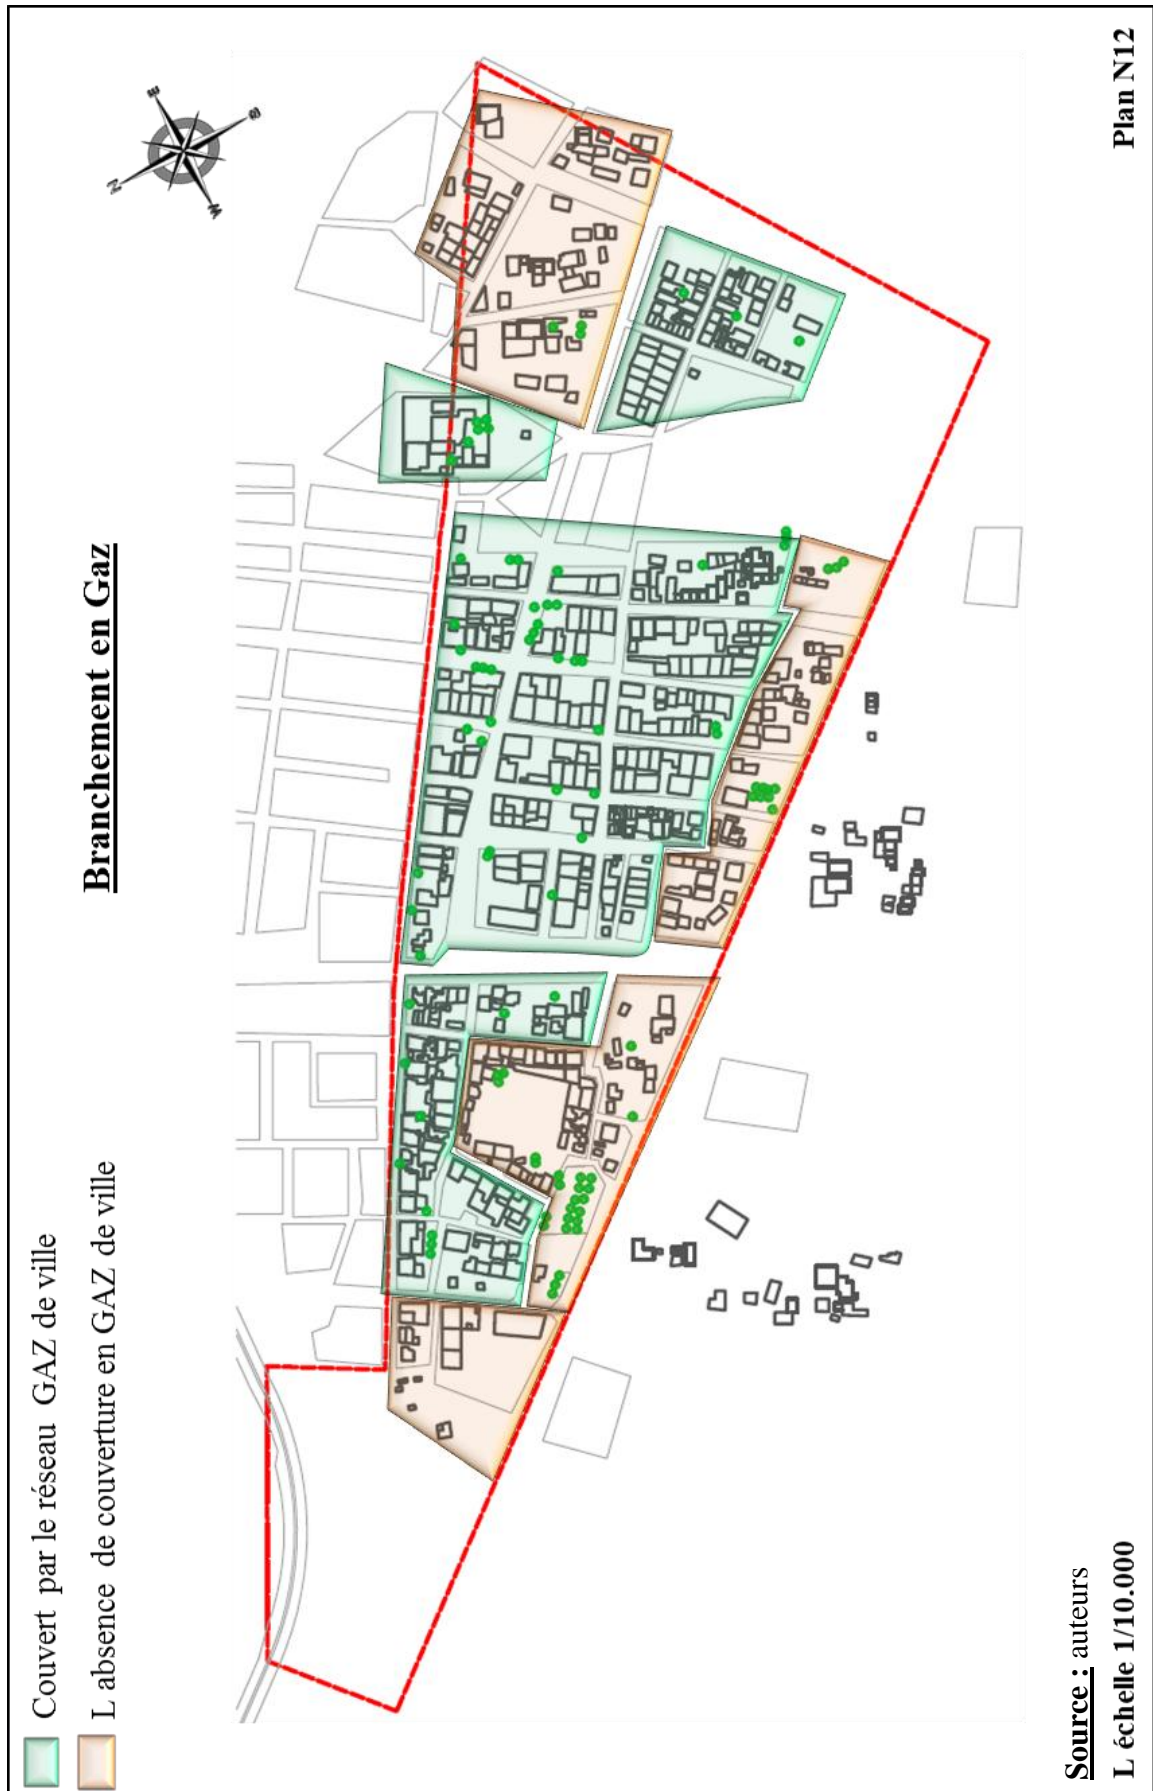 Branchement en Gaz
Couvert par le réseau GAZ de ville
L absence de couverture en GAZ de ville
N
E
W
S
Source : auteurs
L échelle 1/10.000
Plan N12